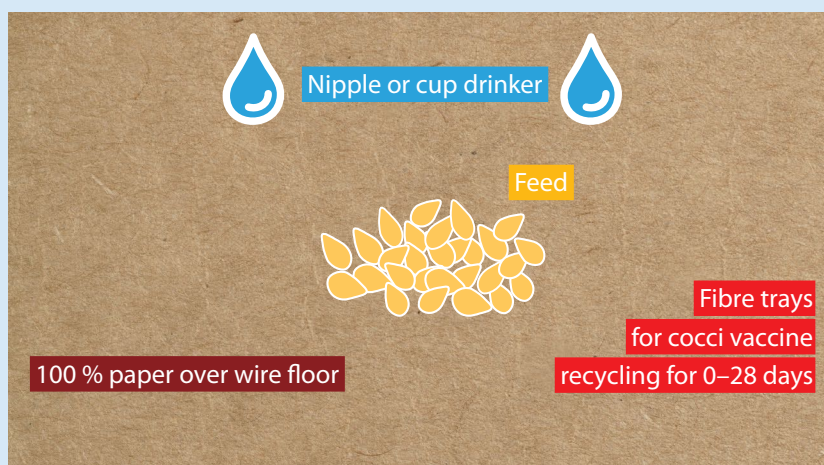 Nipple or cup drinker
Feed
Fibre trays
for cocci vaccine
recycling for 0–28 days
100 % paper over wire floor